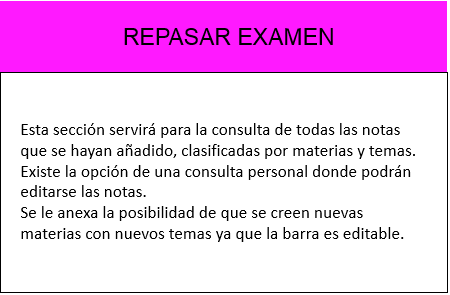 REPASAR EXAMEN
Esta sección servirá para la consulta de todas las notas
que se hayan añadido, clasificadas por materias y temas.
Existe la opción de una consulta personal donde podrán
editarse las notas.
Se le anexa la posibilidad de que se creen nuevas
materias con nuevos temas ya que la barra es editable.